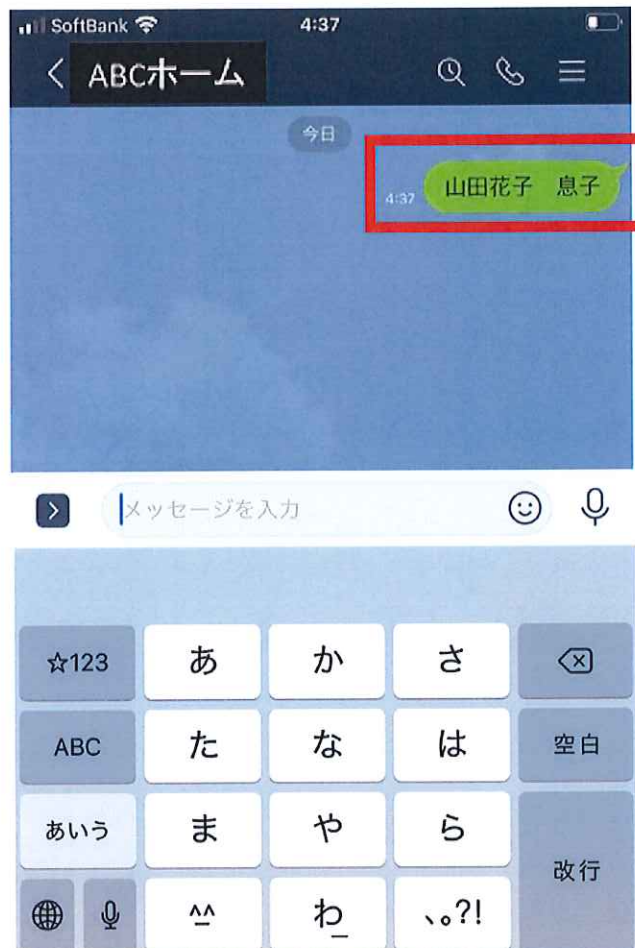 SoftBank 4:37
ABCホーム
今日
4:37 山田花子 息子
メッセージを入力
☆123 あ か さ
ABC た な は 空白
あいう ま や ら
改行
^^ わ 、。?!